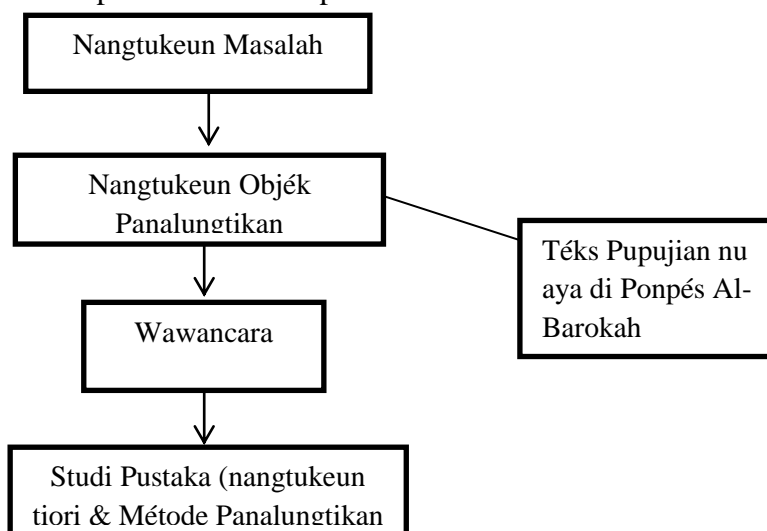 Nangtukeun Masalah
Nangtukeun Objék
Panalungtikan
Téks Pupujian nu
aya di Ponpés Al-
Barokah
Wawancara
Studi Pustaka (nangtukeun
tiori & Métode Panalungtikan